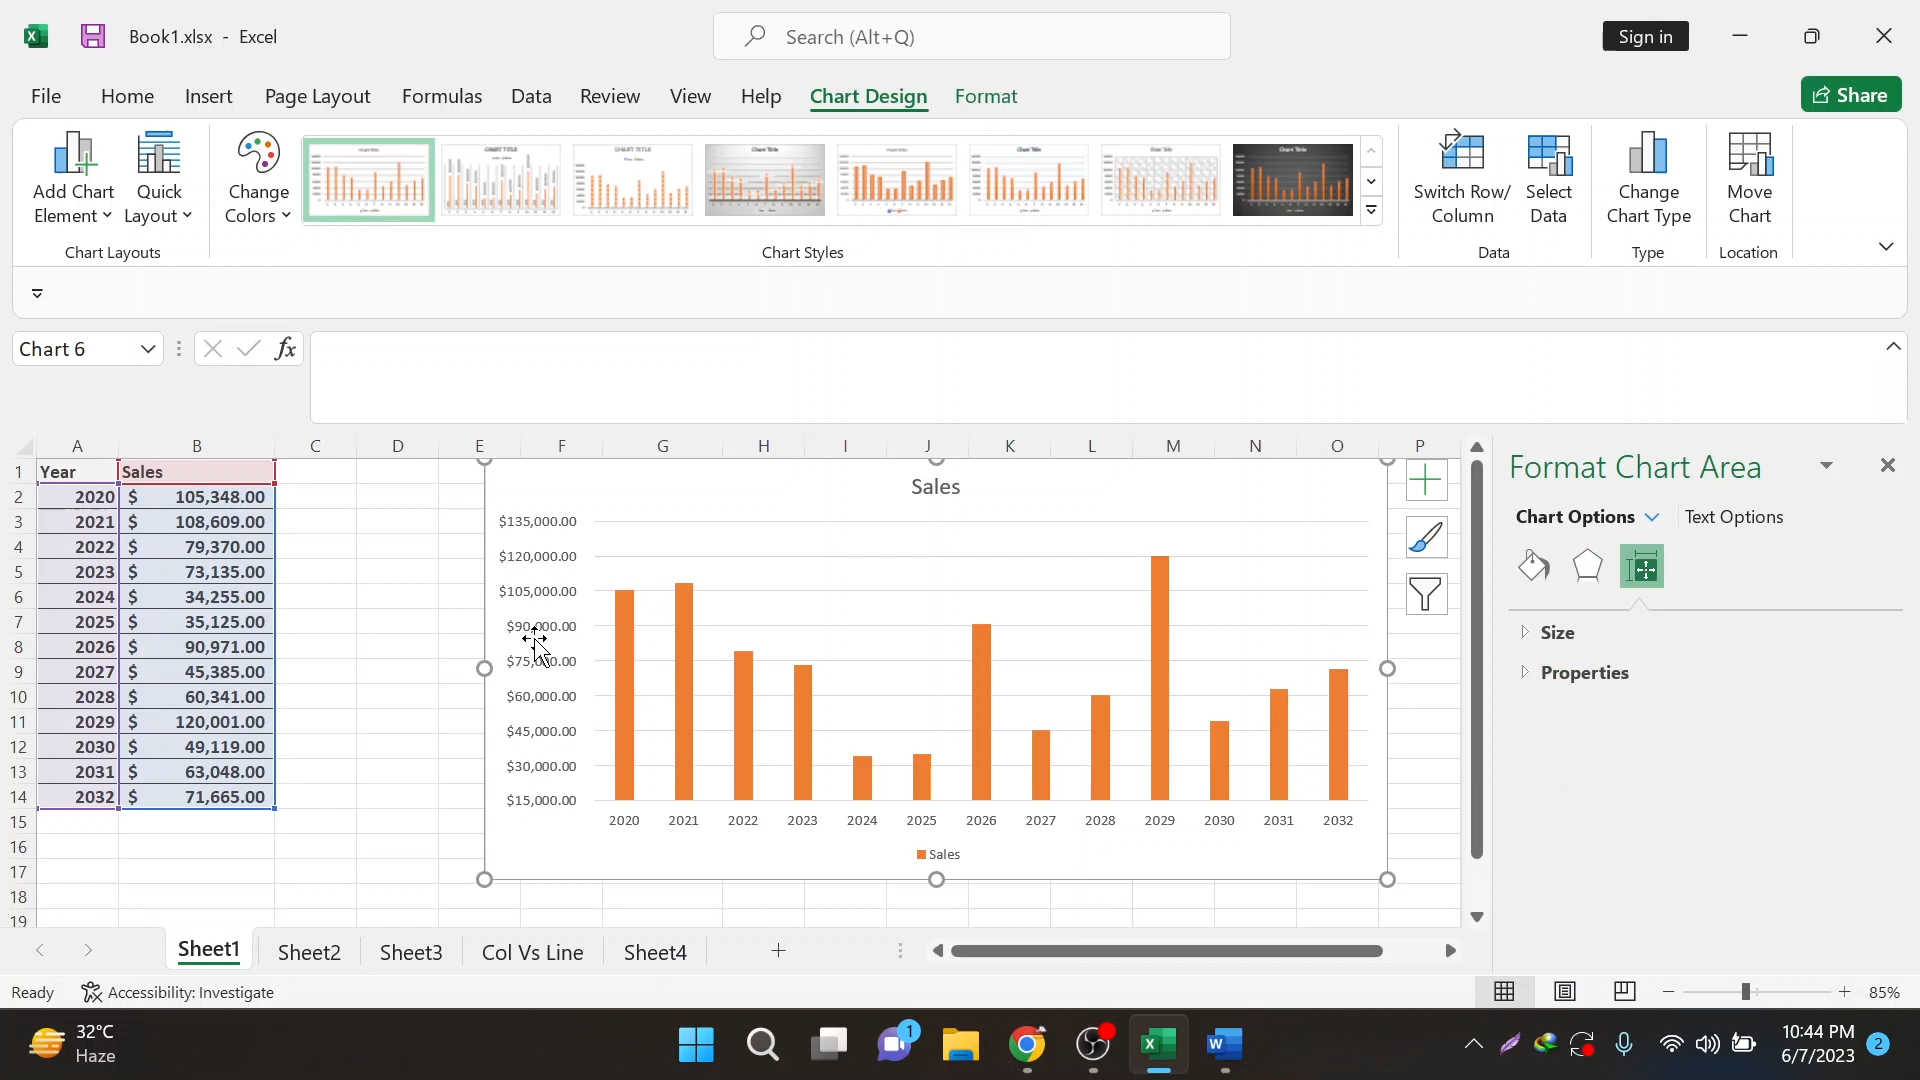 Book1.xlsx - Excel
Search (Alt+Q)
Sign in
File Home Insert Page Layout Formulas Data Review View Help Chart Design Format
Share
Add Chart Element
Quick Layout
Change Colors
Switch Row/ Column
Select Data
Change Chart Type
Move Chart
Chart Layouts
Chart Styles
Data
Type
Location
Chart 6
fx
A B C D E F G H I J K L M N O P
1 Year Sales
2 2020 $ 105,348.00
3 2021 $ 108,609.00
4 2022 $ 79,370.00
5 2023 $ 73,135.00
6 2024 $ 34,255.00
7 2025 $ 35,125.00
8 2026 $ 90,971.00
9 2027 $ 45,385.00
10 2028 $ 60,341.00
11 2029 $ 120,001.00
12 2030 $ 49,119.00
13 2031 $ 63,048.00
14 2032 $ 71,665.00
15
16
17
18
19
Sales
$135,000.00
$120,000.00
$105,000.00
$90,000.00
$75,000.00
$60,000.00
$45,000.00
$30,000.00
$15,000.00
2020 2021 2022 2023 2024 2025 2026 2027 2028 2029 2030 2031 2032
Sales
Format Chart Area
Chart Options Text Options
Size
Properties
Sheet1 Sheet2 Sheet3 Col Vs Line Sheet4
Ready
Accessibility: Investigate
85%
32°C
Haze
1
10:44 PM
6/7/2023
2